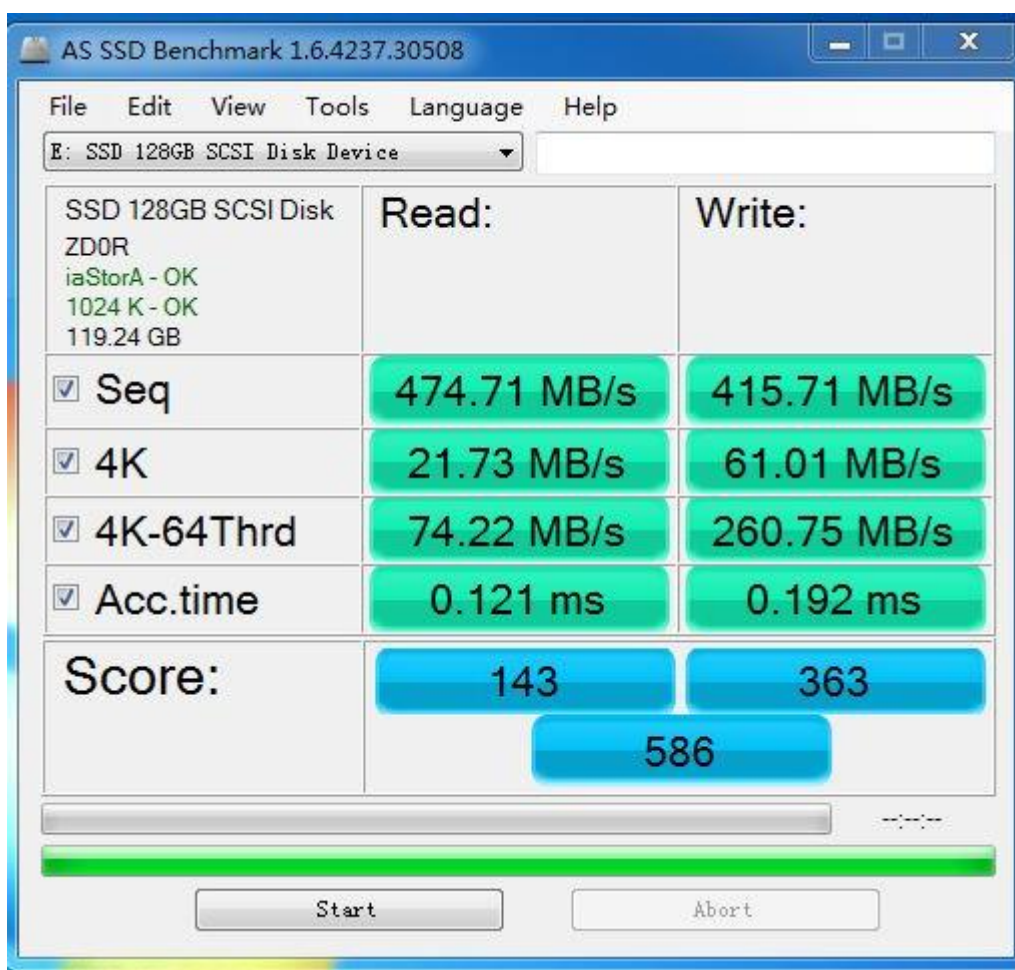 AS SSD Benchmark 1.6.4237.30508
File Edit View Tools Language Help
E: SSD 128GB SCSI Disk Device
SSD 128GB SCSI Disk
ZD0R
iaStorA - OK
1024 K - OK
119.24 GB
Read: Write:
Seq 474.71 MB/s 415.71 MB/s
4K 21.73 MB/s 61.01 MB/s
4K-64Thrd 74.22 MB/s 260.75 MB/s
Acc.time 0.121 ms 0.192 ms
Score: 143 363
586
--:--:--
Start Abort